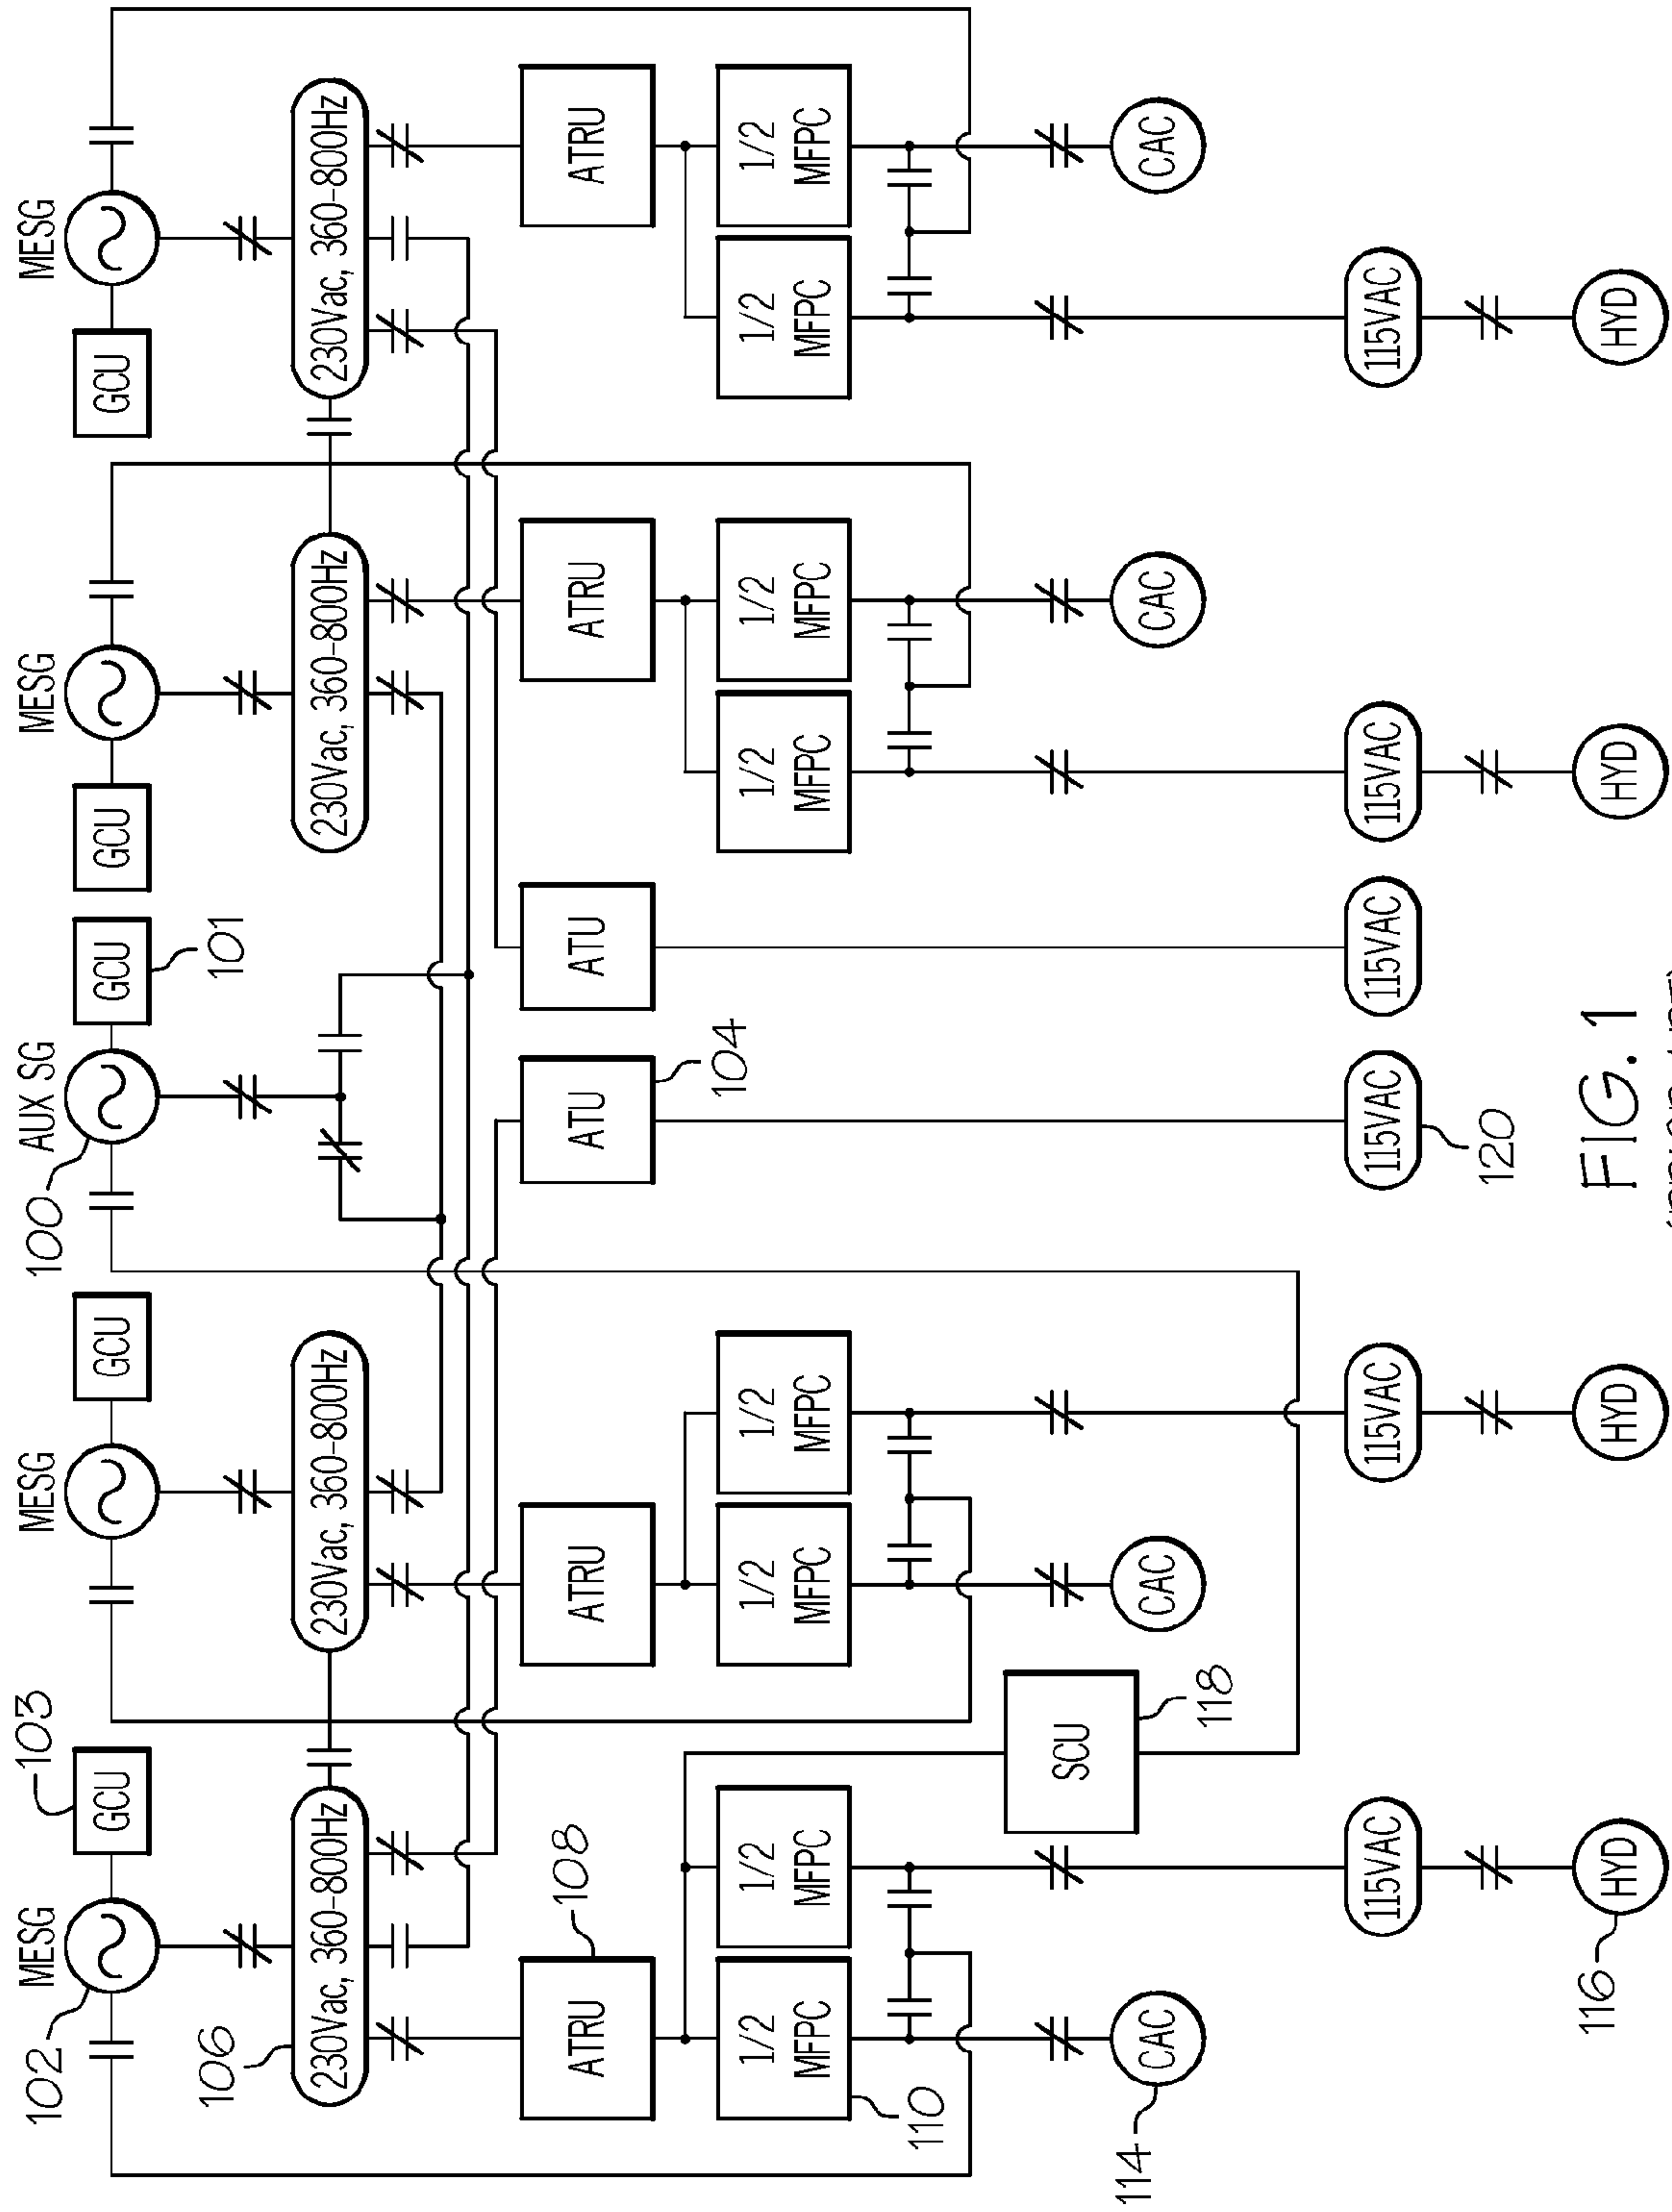 102
MESG
103
MESG
100
AUX SG
MESG
MESG
GCU
GCU
GCU
GCU
GCU
101
106
230Vac, 360-800Hz
230Vac, 360-800Hz
230Vac, 360-800Hz
230Vac, 360-800Hz
ATRU
108
ATRU
ATU
104
ATU
ATRU
ATRU
1/2
MFPC
1/2
MFPC
1/2
MFPC
1/2
MFPC
1/2
MFPC
1/2
MFPC
1/2
MFPC
1/2
MFPC
110
SCU
118
114
CAC
CAC
CAC
CAC
115VAC
115VAC
115VAC
115VAC
115VAC
115VAC
120
116
HYD
HYD
HYD
HYD
FIG. 1